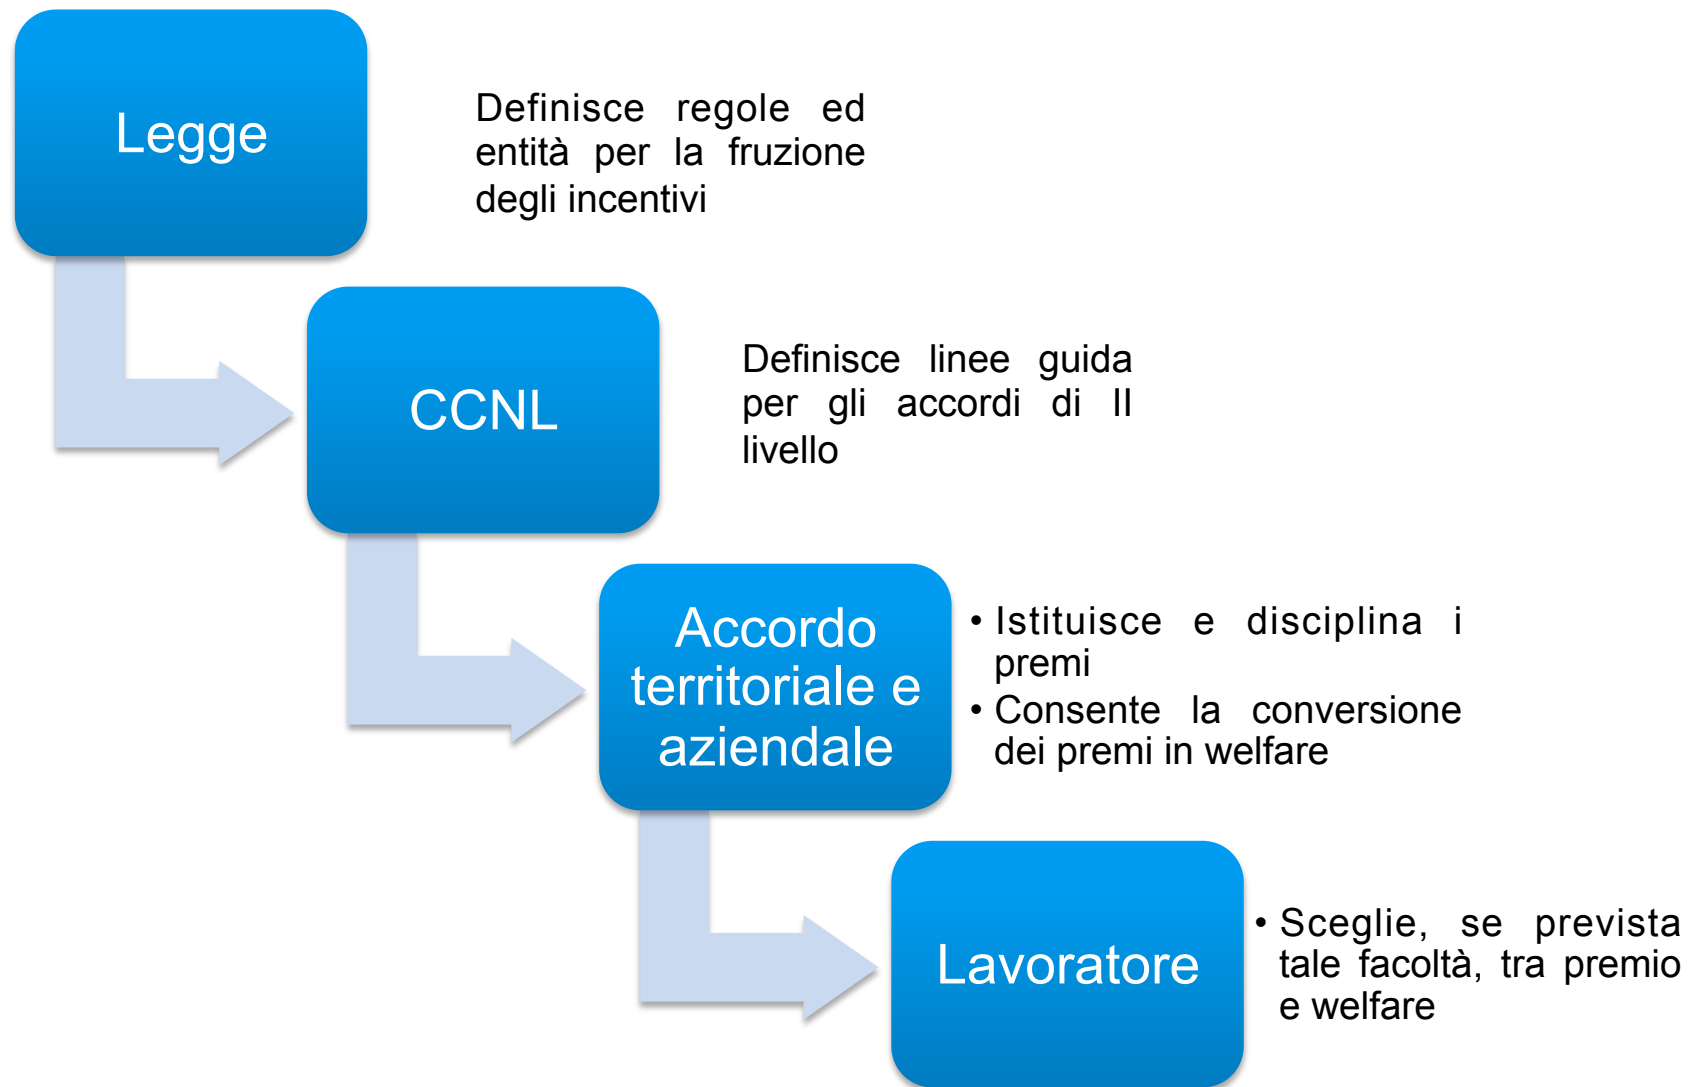 Legge
Definisce regole ed
entità per la fruzione
degli incentivi
CCNL
Definisce linee guida
per gli accordi di II
livello
Accordo
territoriale e
aziendale
• Istituisce e disciplina i
premi
• Consente la conversione
dei premi in welfare
Lavoratore
• Sceglie, se prevista
tale facoltà, tra premio
e welfare